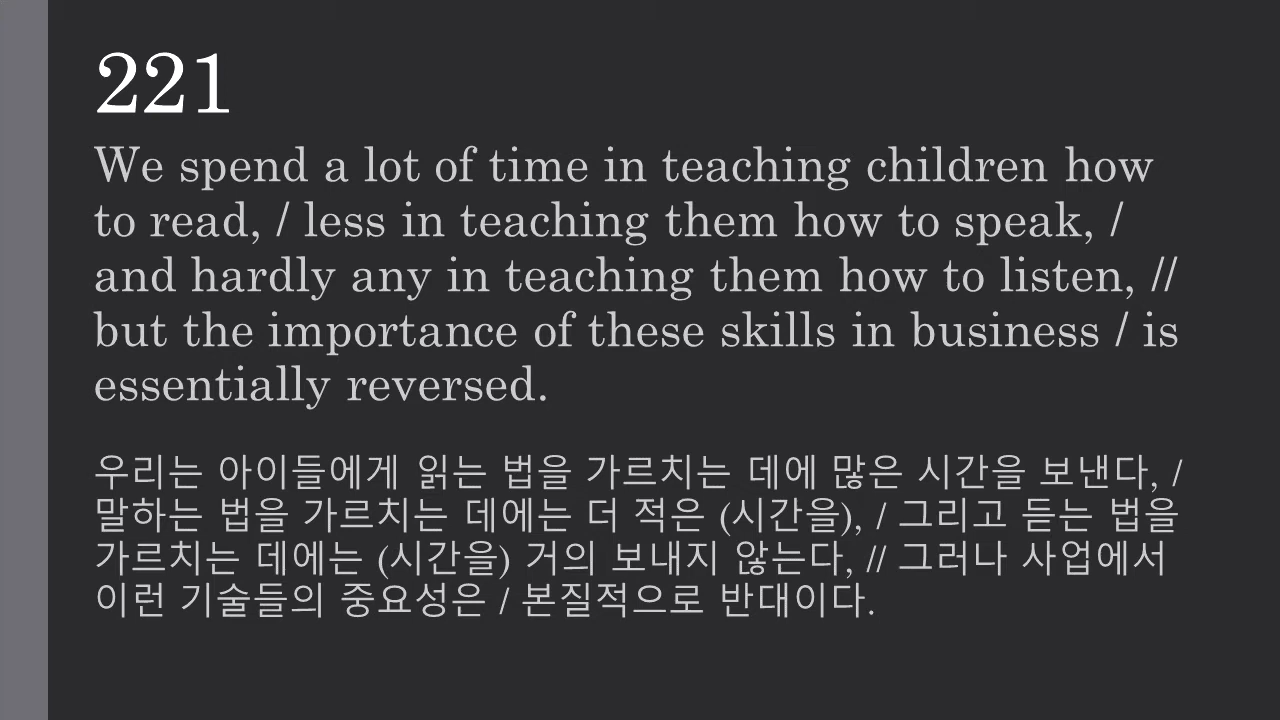 221
We spend a lot of time in teaching children how
to read, / less in teaching them how to speak, /
and hardly any in teaching them how to listen, //
but the importance of these skills in business / is
essentially reversed.
우리는 아이들에게 읽는 법을 가르치는 데에 많은 시간을 보낸다, /
말하는 법을 가르치는 데에는 더 적은 (시간을), / 그리고 듣는 법을
가르치는 데에는 (시간을) 거의 보내지 않는다, // 그러나 사업에서
이런 기술들의 중요성은 / 본질적으로 반대이다.